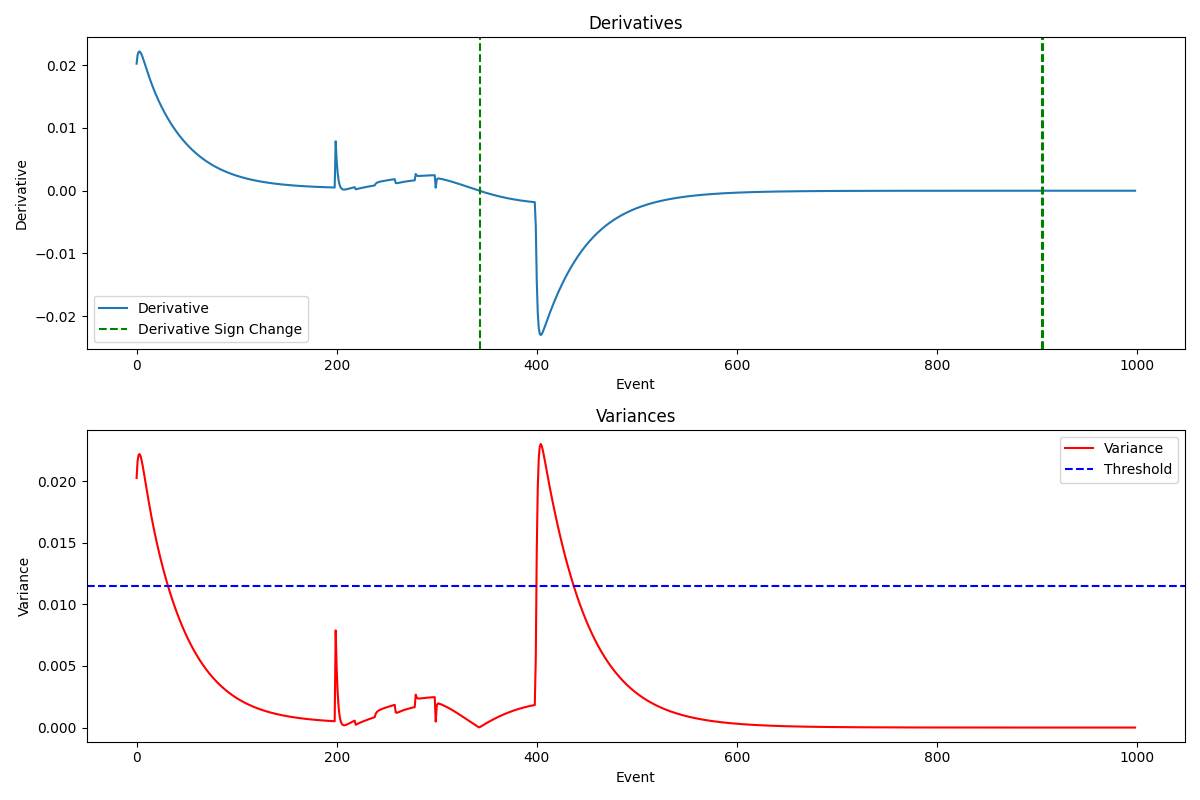 Derivatives
Derivative
0.02
0.01
0.00
−0.01
−0.02
Derivative
Derivative Sign Change
0
200
400
600
800
1000
Event
Variances
Variance
0.020
0.015
0.010
0.005
0.000
Variance
Threshold
0
200
400
600
800
1000
Event